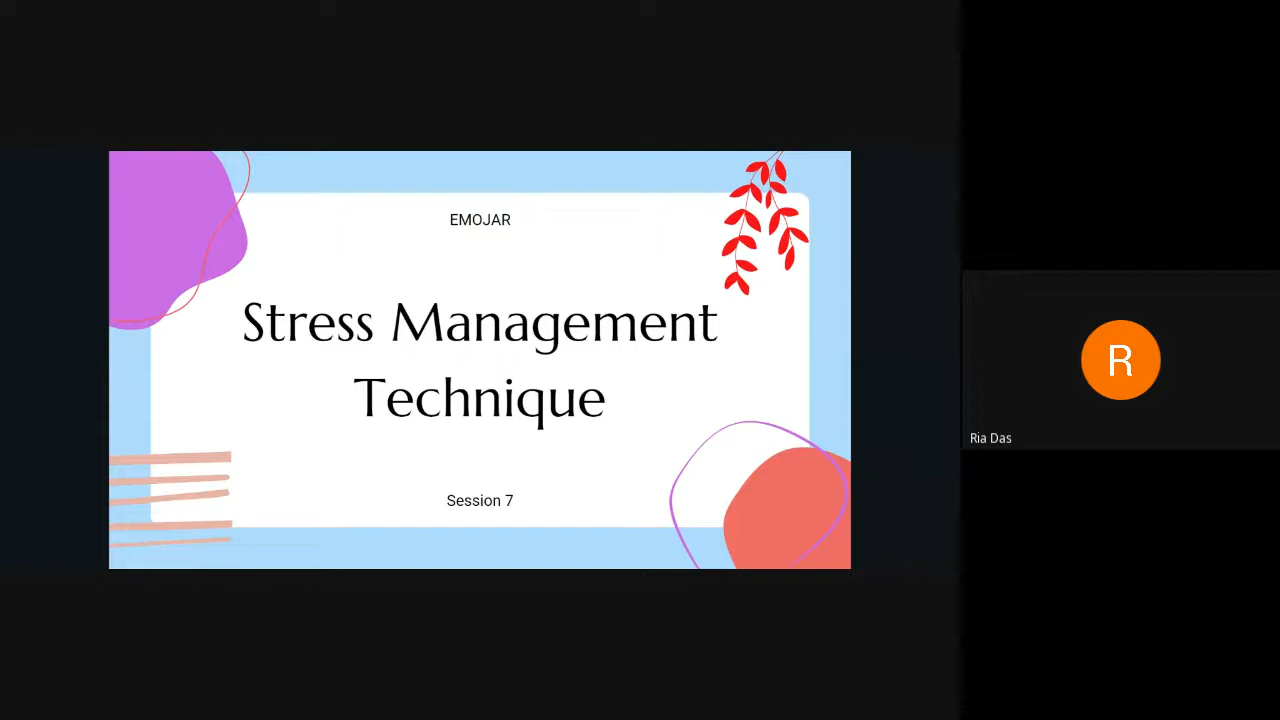 EMOJAR
Stress Management
Technique
Session 7
R
Ria Das